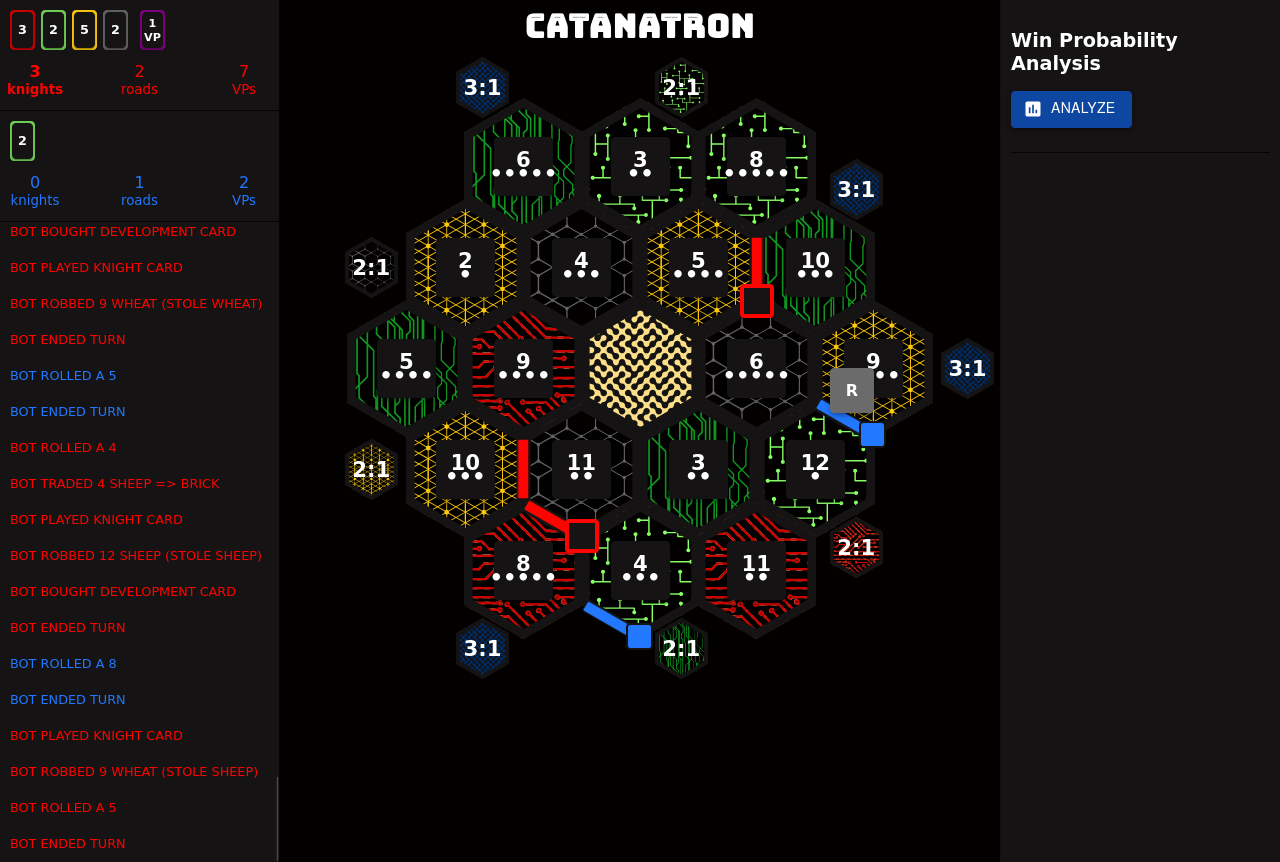 3 2 5 2 1 VP
3 knights 2 roads 7 VPs
2
0 knights 1 roads 2 VPs
BOT BOUGHT DEVELOPMENT CARD
BOT PLAYED KNIGHT CARD
BOT ROBBED 9 WHEAT (STOLE WHEAT)
BOT ENDED TURN
BOT ROLLED A 5
BOT ENDED TURN
BOT ROLLED A 4
BOT TRADED 4 SHEEP => BRICK
BOT PLAYED KNIGHT CARD
BOT ROBBED 12 SHEEP (STOLE SHEEP)
BOT BOUGHT DEVELOPMENT CARD
BOT ENDED TURN
BOT ROLLED A 8
BOT ENDED TURN
BOT PLAYED KNIGHT CARD
BOT ROBBED 9 WHEAT (STOLE SHEEP)
BOT ROLLED A 5
BOT ENDED TURN
CATANATRON
3:1 2:1
6 3 8
3:1
2:1 2 4 5 10
5 9 6 9 3:1
R
2:1 10 11 3 12
8 4 11 2:1
3:1 2:1
Win Probability
Analysis
ANALYZE